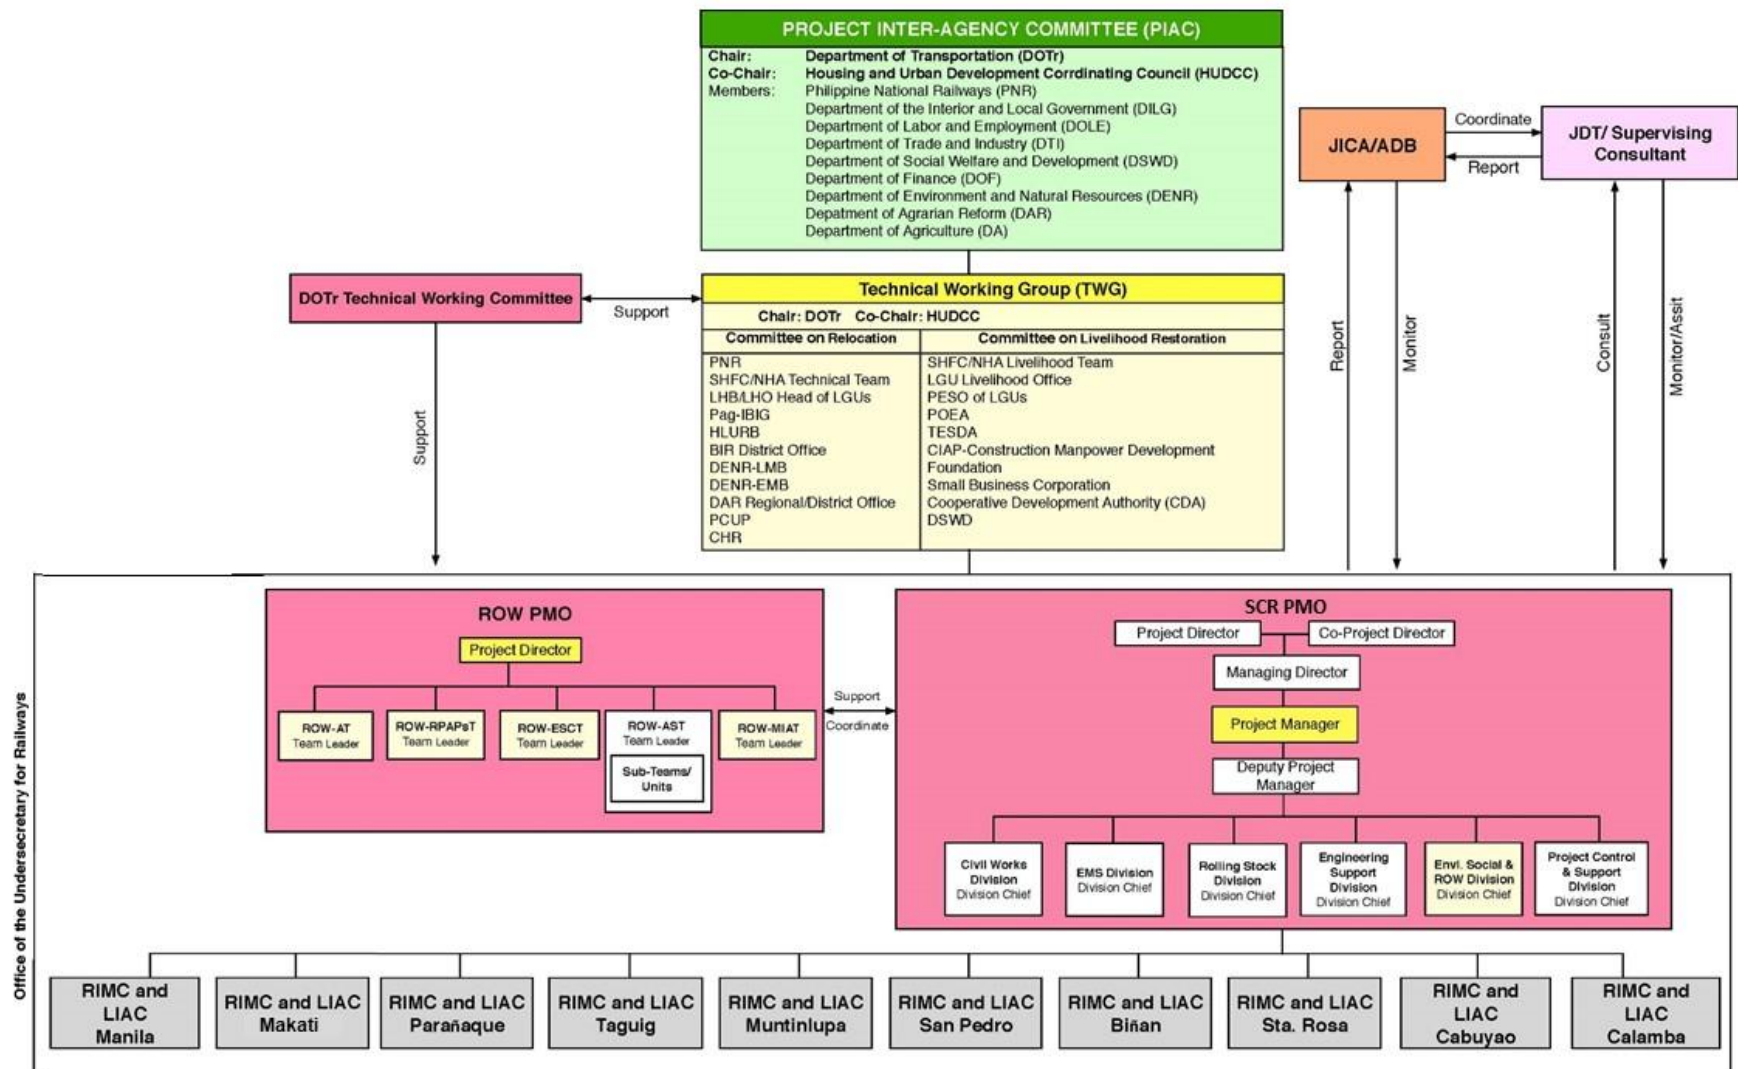 PROJECT INTER-AGENCY COMMITTEE (PIAC)
Chair: Department of Transportation (DOTr)
Co-Chair: Housing and Urban Development Corrdinating Council (HUDCC)
Members: Philippine National Railways (PNR)
Department of the Interior and Local Government (DILG)
Department of Labor and Employment (DOLE)
Department of Trade and Industry (DTI)
Department of Social Welfare and Development (DSWD)
Department of Finance (DOF)
Department of Environment and Natural Resources (DENR)
Depatment of Agrarian Reform (DAR)
Department of Agriculture (DA)
JICA/ADB
Coordinate
Report
JDT/ Supervising
Consultant
DOTr Technical Working Committee
Support
Technical Working Group (TWG)
Chair: DOTr Co-Chair: HUDCC
Committee on Relocation
PNR
SHFC/NHA Technical Team
LHB/LHO Head of LGUs
Pag-IBIG
HLURB
BIR District Office
DENR-LMB
DENR-EMB
DAR Regional/District Office
PCUP
CHR
Committee on Livelihood Restoration
SHFC/NHA Livelihood Team
LGU Livelihood Office
PESO of LGUs
POEA
TESDA
CIAP-Construction Manpower Development
Foundation
Small Business Corporation
Cooperative Development Authority (CDA)
DSWD
Support
Report
Monitor
Consult
Monitor/Assit
Office of the Undersecretary for Railways
ROW PMO
Project Director
ROW-AT
Team Leader
ROW-RPAPsT
Team Leader
ROW-ESCT
Team Leader
ROW-AST
Team Leader
Sub-Teams/
Units
ROW-MIAT
Team Leader
Support
Coordinate
SCR PMO
Project Director
Co-Project Director
Managing Director
Project Manager
Deputy Project
Manager
Civil Works
Division
Division Chief
EMS Division
Division Chief
Rolling Stock
Division
Division Chief
Engineering
Support
Division
Division Chief
Envi. Social &
ROW Division
Division Chief
Project Control
& Support
Division
Division Chief
RIMC and
LIAC
Manila
RIMC and LIAC
Makati
RIMC and LIAC
Parañaque
RIMC and LIAC
Taguig
RIMC and LIAC
Muntinlupa
RIMC and LIAC
San Pedro
RIMC and LIAC
Biñan
RIMC and LIAC
Sta. Rosa
RIMC and
LIAC
Cabuyao
RIMC and
LIAC
Calamba